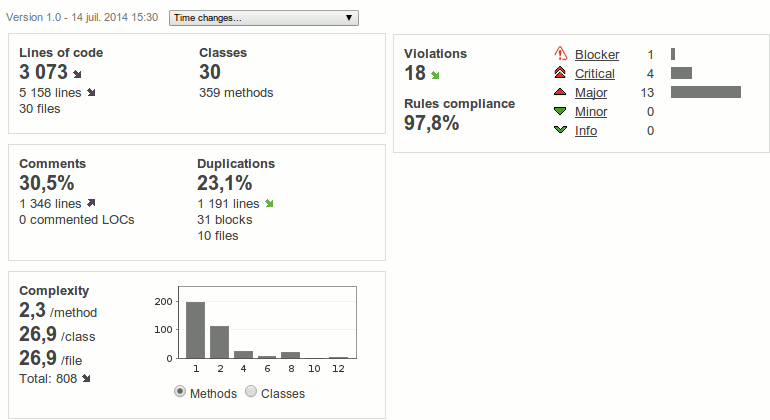 Version 1.0 - 14 juil. 2014 15:30 Time changes...
Lines of code
3 073
5 158 lines
30 files
Classes
30
359 methods
Comments
30,5%
1 346 lines
0 commented LOCs
Duplications
23,1%
1 191 lines
31 blocks
10 files
Complexity
2,3 /method
26,9 /class
26,9 /file
Total: 808
200
100
0
1 2 4 6 8 10 12
Methods Classes
Violations
18
Rules compliance
97,8%
Blocker 1
Critical 4
Major 13
Minor 0
Info 0